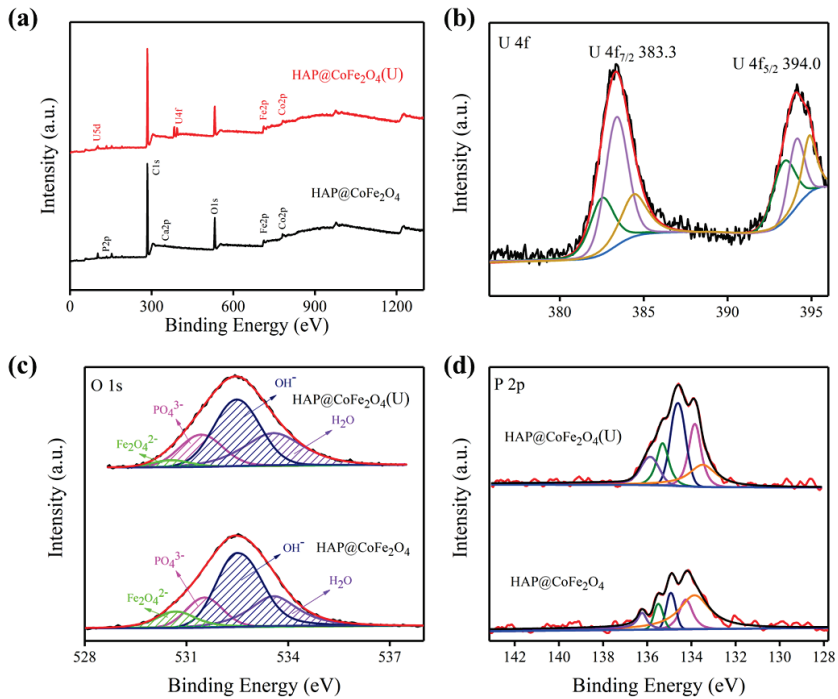 (a)
HAP@CoFe₂O₄(U)
U5d
U4f
Fe2p
Co2p
C1s
HAP@CoFe₂O₄
P2p
Ca2p
O1s
Fe2p
Co2p
Intensity (a.u.)
0 300 600 900 1200
Binding Energy (eV)
(b)
U 4f
U 4f₇/₂ 383.3
U 4f₅/₂ 394.0
Intensity (a.u.)
380 385 390 395
Binding Energy (eV)
(c)
O 1s
OH⁻
HAP@CoFe₂O₄(U)
PO₄³⁻
H₂O
Fe₂O₄²⁻
HAP@CoFe₂O₄
PO₄³⁻
OH⁻
H₂O
Fe₂O₄²⁻
Intensity (a.u.)
528 531 534 537
Binding Energy (eV)
(d)
P 2p
HAP@CoFe₂O₄(U)
HAP@CoFe₂O₄
Intensity (a.u.)
142 140 138 136 134 132 130 128
Binding Energy (eV)